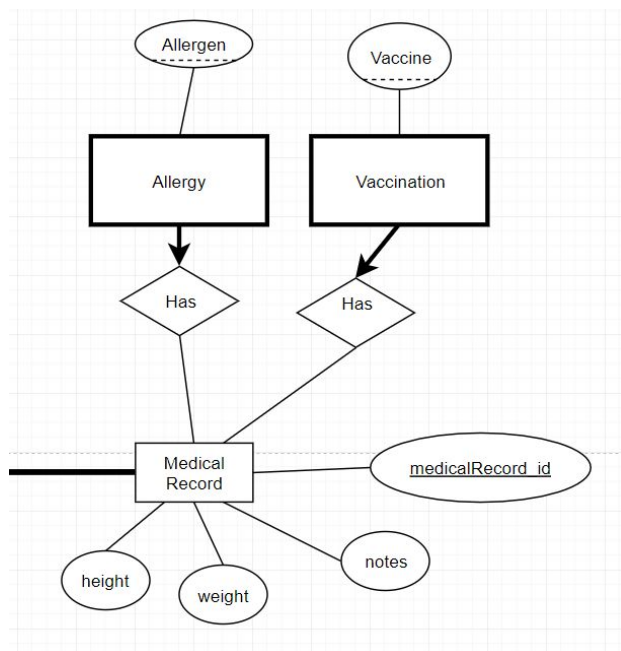 Allergen
Vaccine
Allergy
Vaccination
Has
Has
Medical
Record
medicalRecord_id
height
weight
notes